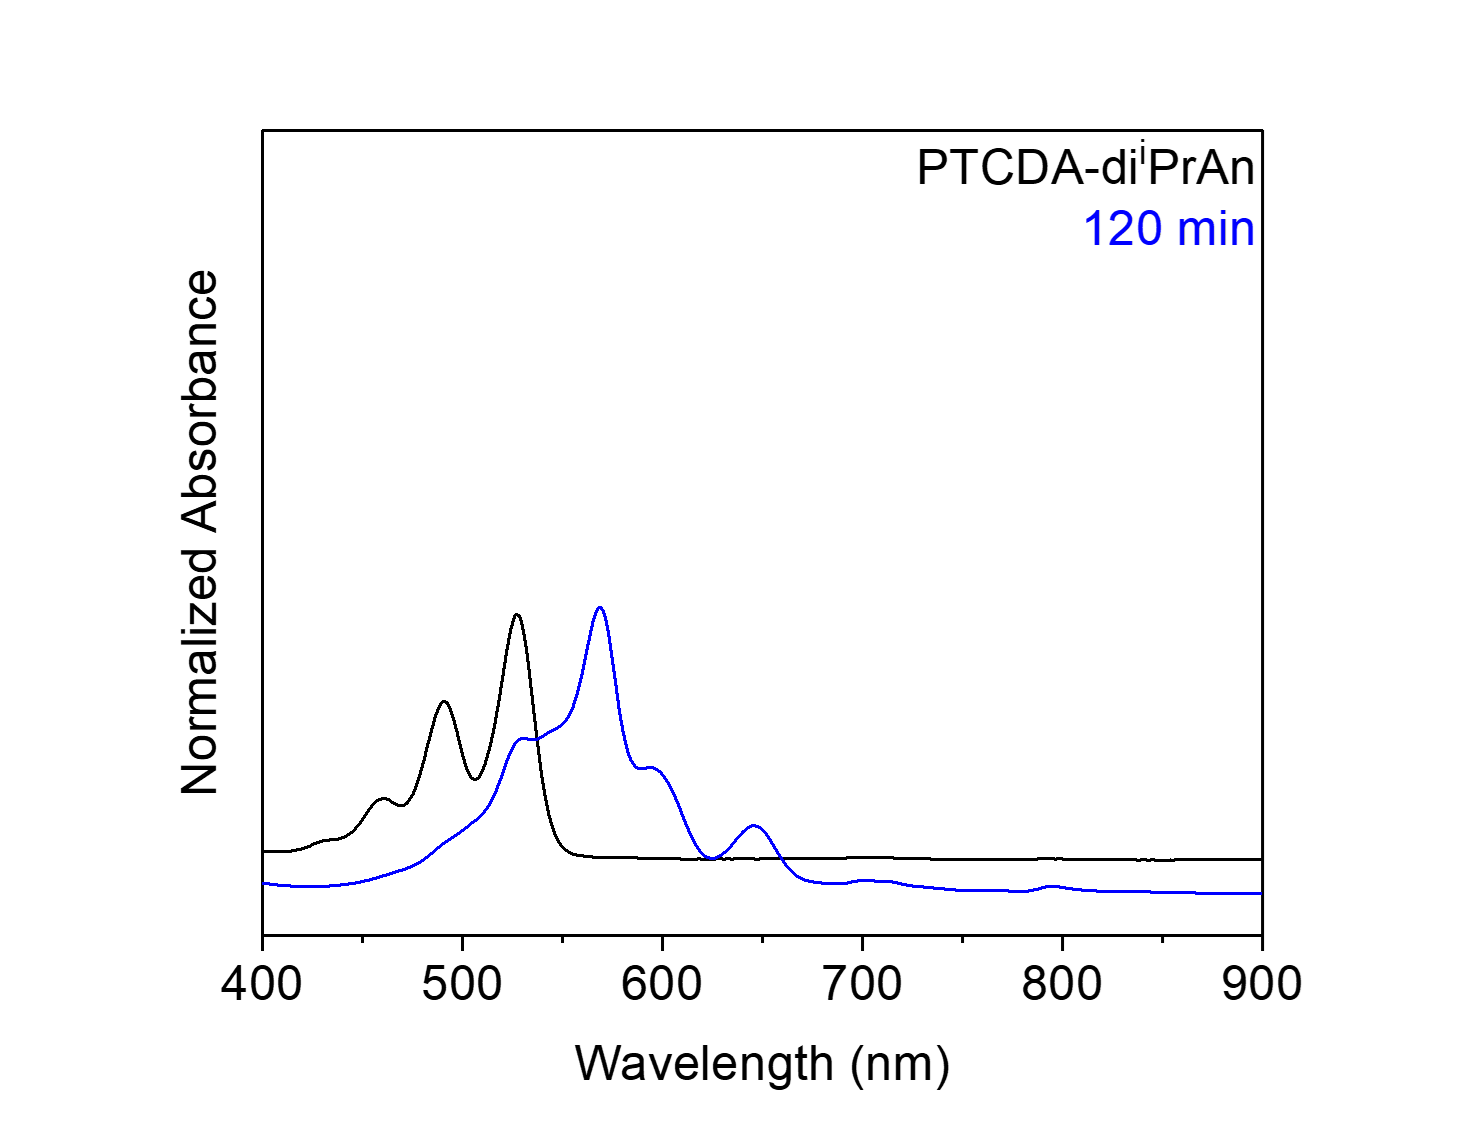 PTCDA-diⁱPrAn
120 min
Normalized Absorbance
400 500 600 700 800 900
Wavelength (nm)